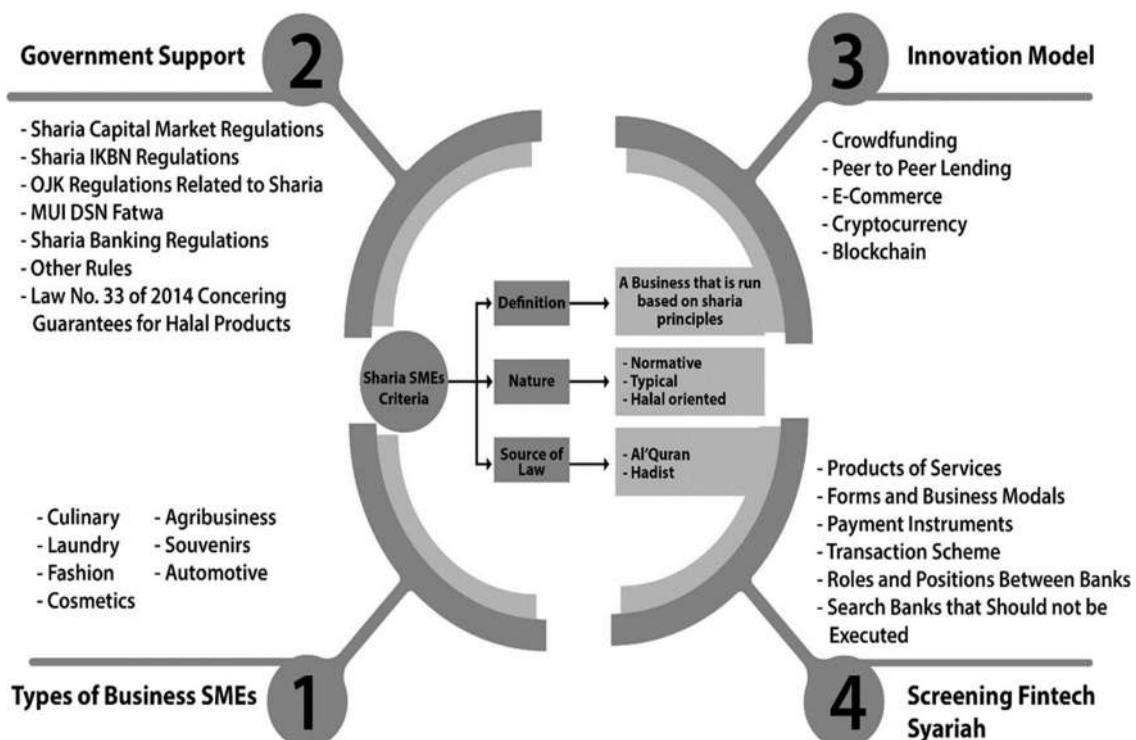 Government Support
2
- Sharia Capital Market Regulations
- Sharia IKBN Regulations
- OJK Regulations Related to Sharia
- MUI DSN Fatwa
- Sharia Banking Regulations
- Other Rules
- Law No. 33 of 2014 Concering
Guarantees for Halal Products
3
Innovation Model
- Crowdfunding
- Peer to Peer Lending
- E-Commerce
- Cryptocurrency
- Blockchain
Sharia SMEs
Criteria
Definition
A Business that is run
based on sharia
principles
Nature
- Normative
- Typical
- Halal oriented
Source of
Law
- Al'Quran
- Hadist
- Culinary
- Laundry
- Fashion
- Cosmetics
- Agribusiness
- Souvenirs
- Automotive
Types of Business SMEs
1
- Products of Services
- Forms and Business Modals
- Payment Instruments
- Transaction Scheme
- Roles and Positions Between Banks
- Search Banks that Should not be
Executed
4
Screening Fintech
Syariah